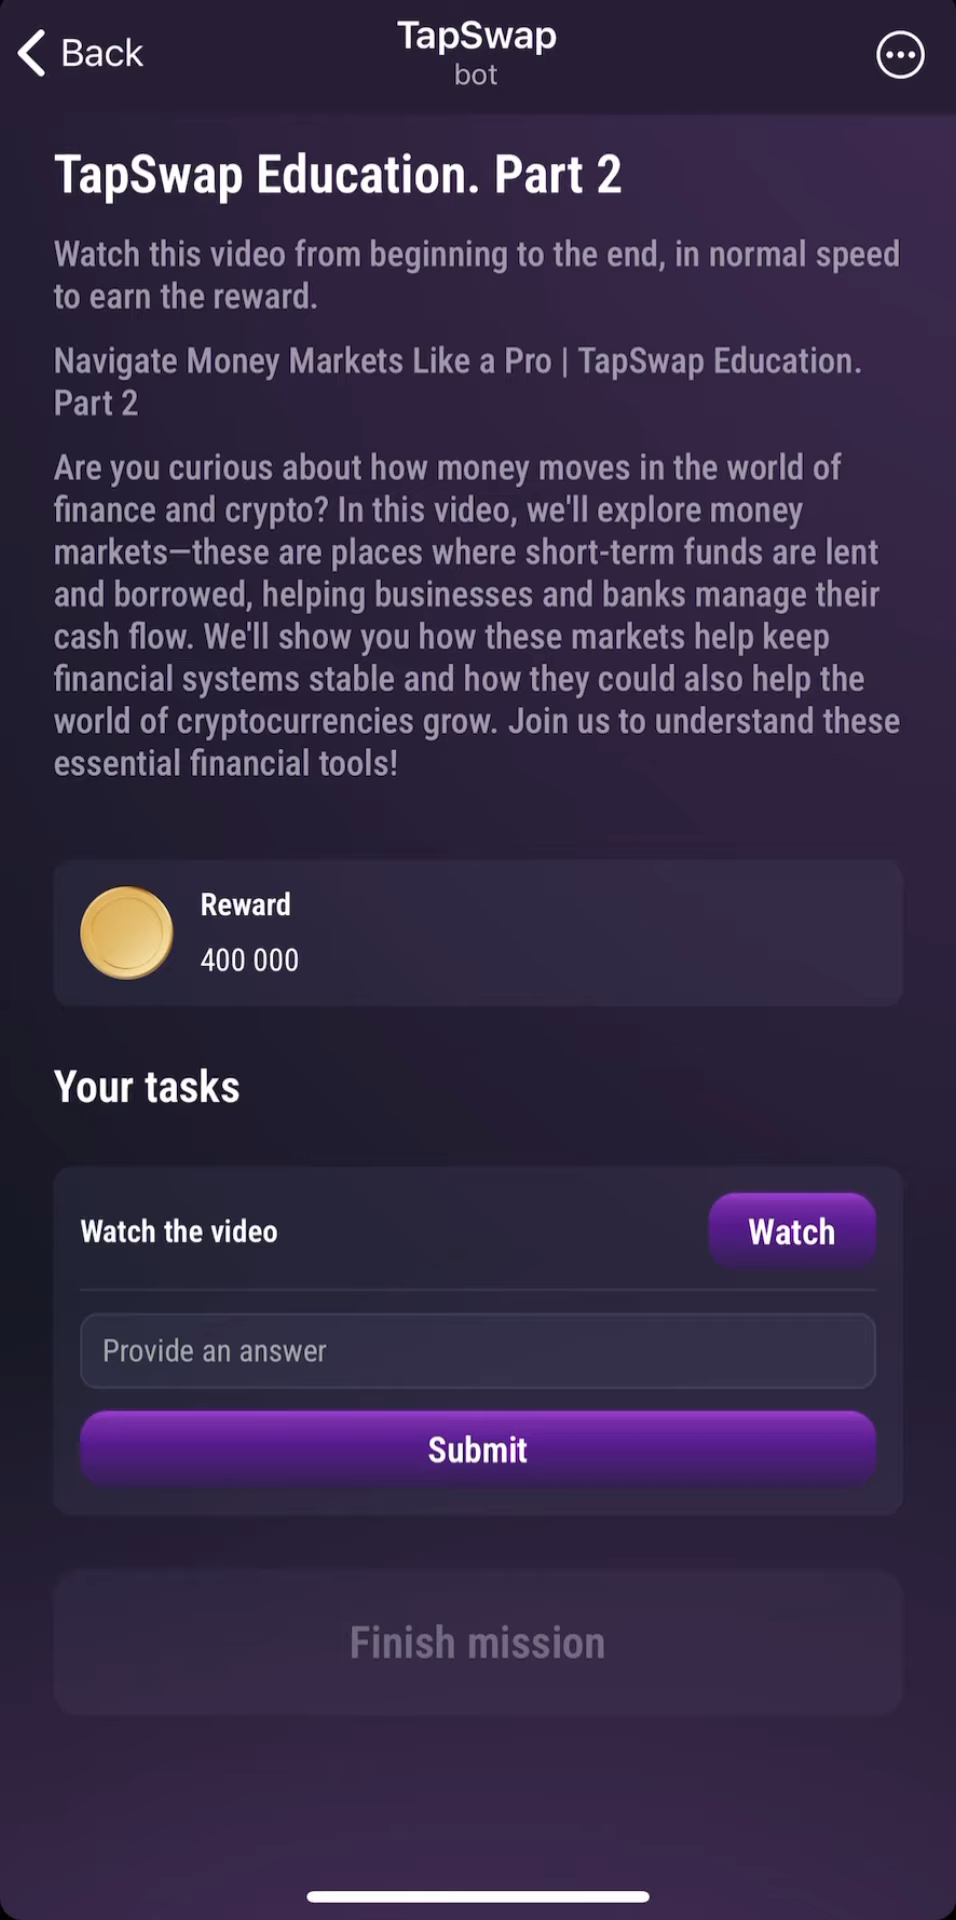 Back
TapSwap
bot
TapSwap Education. Part 2
Watch this video from beginning to the end, in normal speed
to earn the reward.
Navigate Money Markets Like a Pro | TapSwap Education.
Part 2
Are you curious about how money moves in the world of
finance and crypto? In this video, we'll explore money
markets—these are places where short-term funds are lent
and borrowed, helping businesses and banks manage their
cash flow. We'll show you how these markets help keep
financial systems stable and how they could also help the
world of cryptocurrencies grow. Join us to understand these
essential financial tools!
Reward
400 000
Your tasks
Watch the video
Watch
Provide an answer
Submit
Finish mission